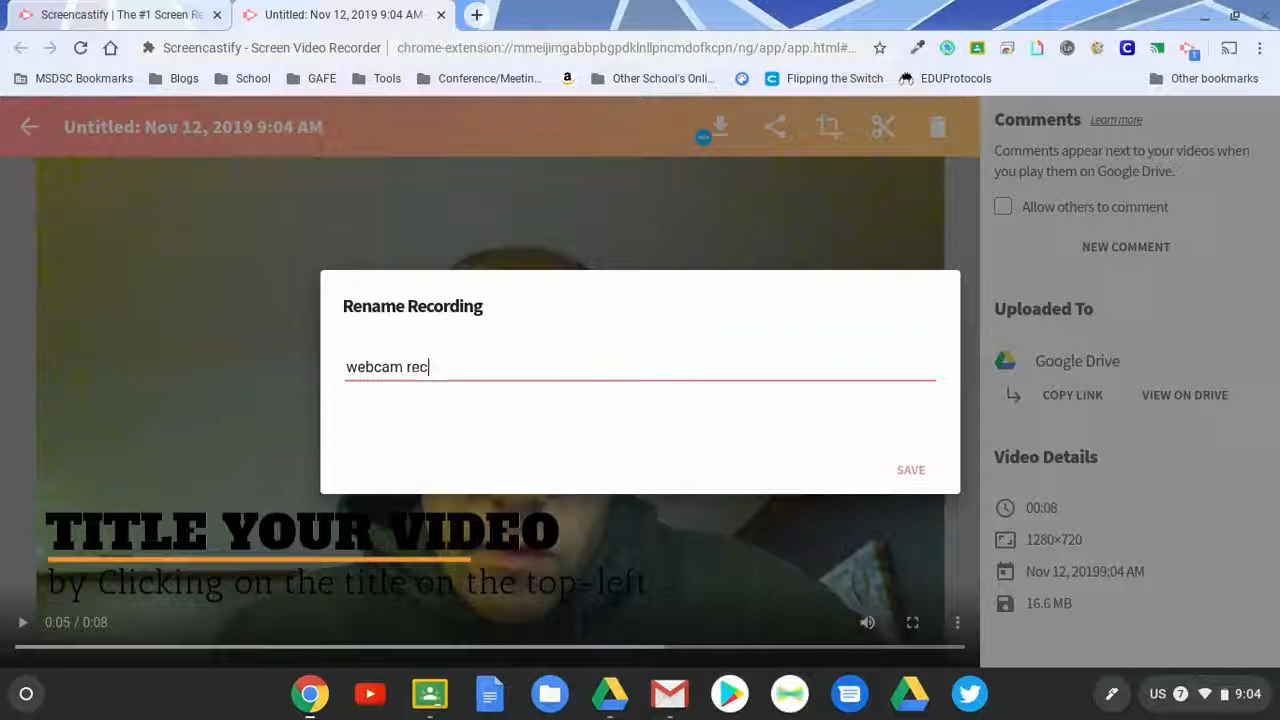 Screencastify | The #1 Screen Re
Untitled: Nov 12, 2019 9:04 AM
Screencastify - Screen Video Recorder
chrome-extension://mmeijimgabbpbgpdklnllpncmdofkcpn/ng/app/app.html#...
MSDSC Bookmarks
Blogs
School
GAFE
Tools
Conference/Meetin...
Other School's Onli...
Flipping the Switch
EDUProtocols
Other bookmarks
Untitled: Nov 12, 2019 9:04 AM
Comments Learn more
Comments appear next to your videos when
you play them on Google Drive.
Allow others to comment
NEW COMMENT
Rename Recording
webcam rec
SAVE
Uploaded To
Google Drive
COPY LINK
VIEW ON DRIVE
Video Details
00:08
1280×720
Nov 12, 20199:04 AM
16.6 MB
TITLE YOUR VIDEO
by Clicking on the title on the top-left
0:05 / 0:08
US 7 9:04